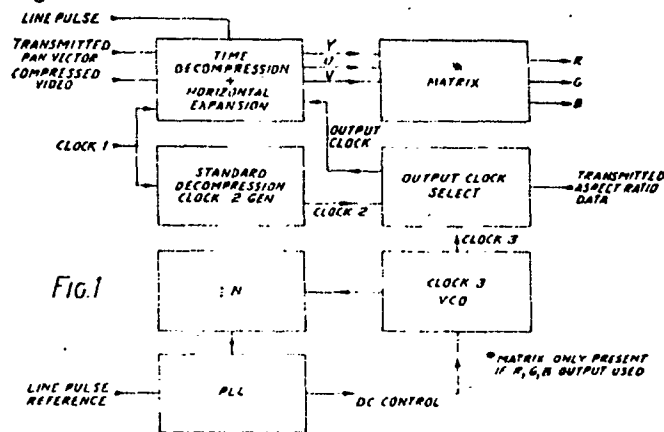 LINE PULSE
TRANSMITTED
PAN VECTOR
COMPRESSED
VIDEO
TIME
DECOMPRESSION
+
HORIZONTAL
EXPANSION
Y
U
V
*
MATRIX
R
G
B
CLOCK 1
OUTPUT
CLOCK
STANDARD
DECOMPRESSION
CLOCK 2 GEN
CLOCK 2
OUTPUT CLOCK
SELECT
TRANSMITTED
ASPECT RATIO
DATA
CLOCK 3
FIG.1
: N
CLOCK 3
VCO
LINE PULSE
REFERENCE
PLL
DC CONTROL
*MATRIX ONLY PRESENT
IF R, G, B OUTPUT USED